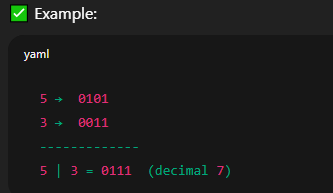 ✅ Example:
yaml
5 → 0101
3 → 0011
-------------
5 | 3 = 0111 (decimal 7)